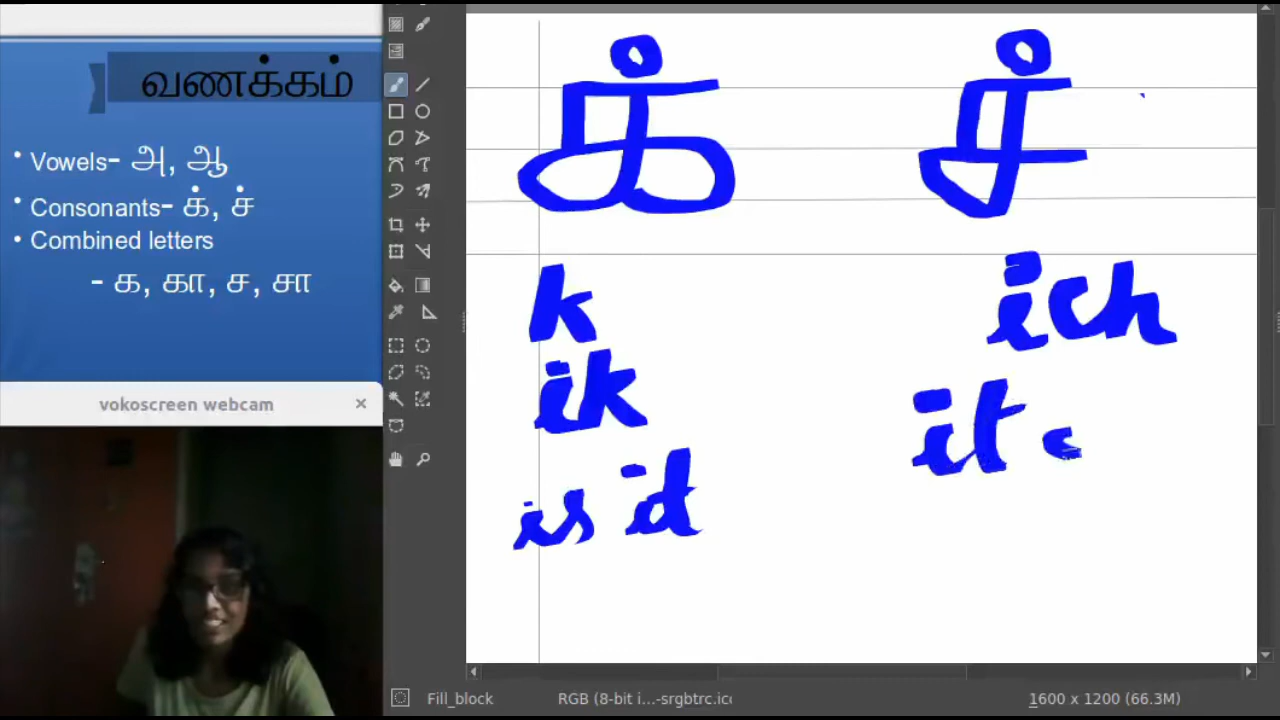 வணக்கம்
• Vowels- அ, ஆ
• Consonants- க், ச்
• Combined letters
- க, கா, ச, சா
vokoscreen webcam
க் ச்
k
ich
ik
it
is id
Fill_block
RGB (8-bit i...-srgbtrc.icc
1600 x 1200 (66.3M)